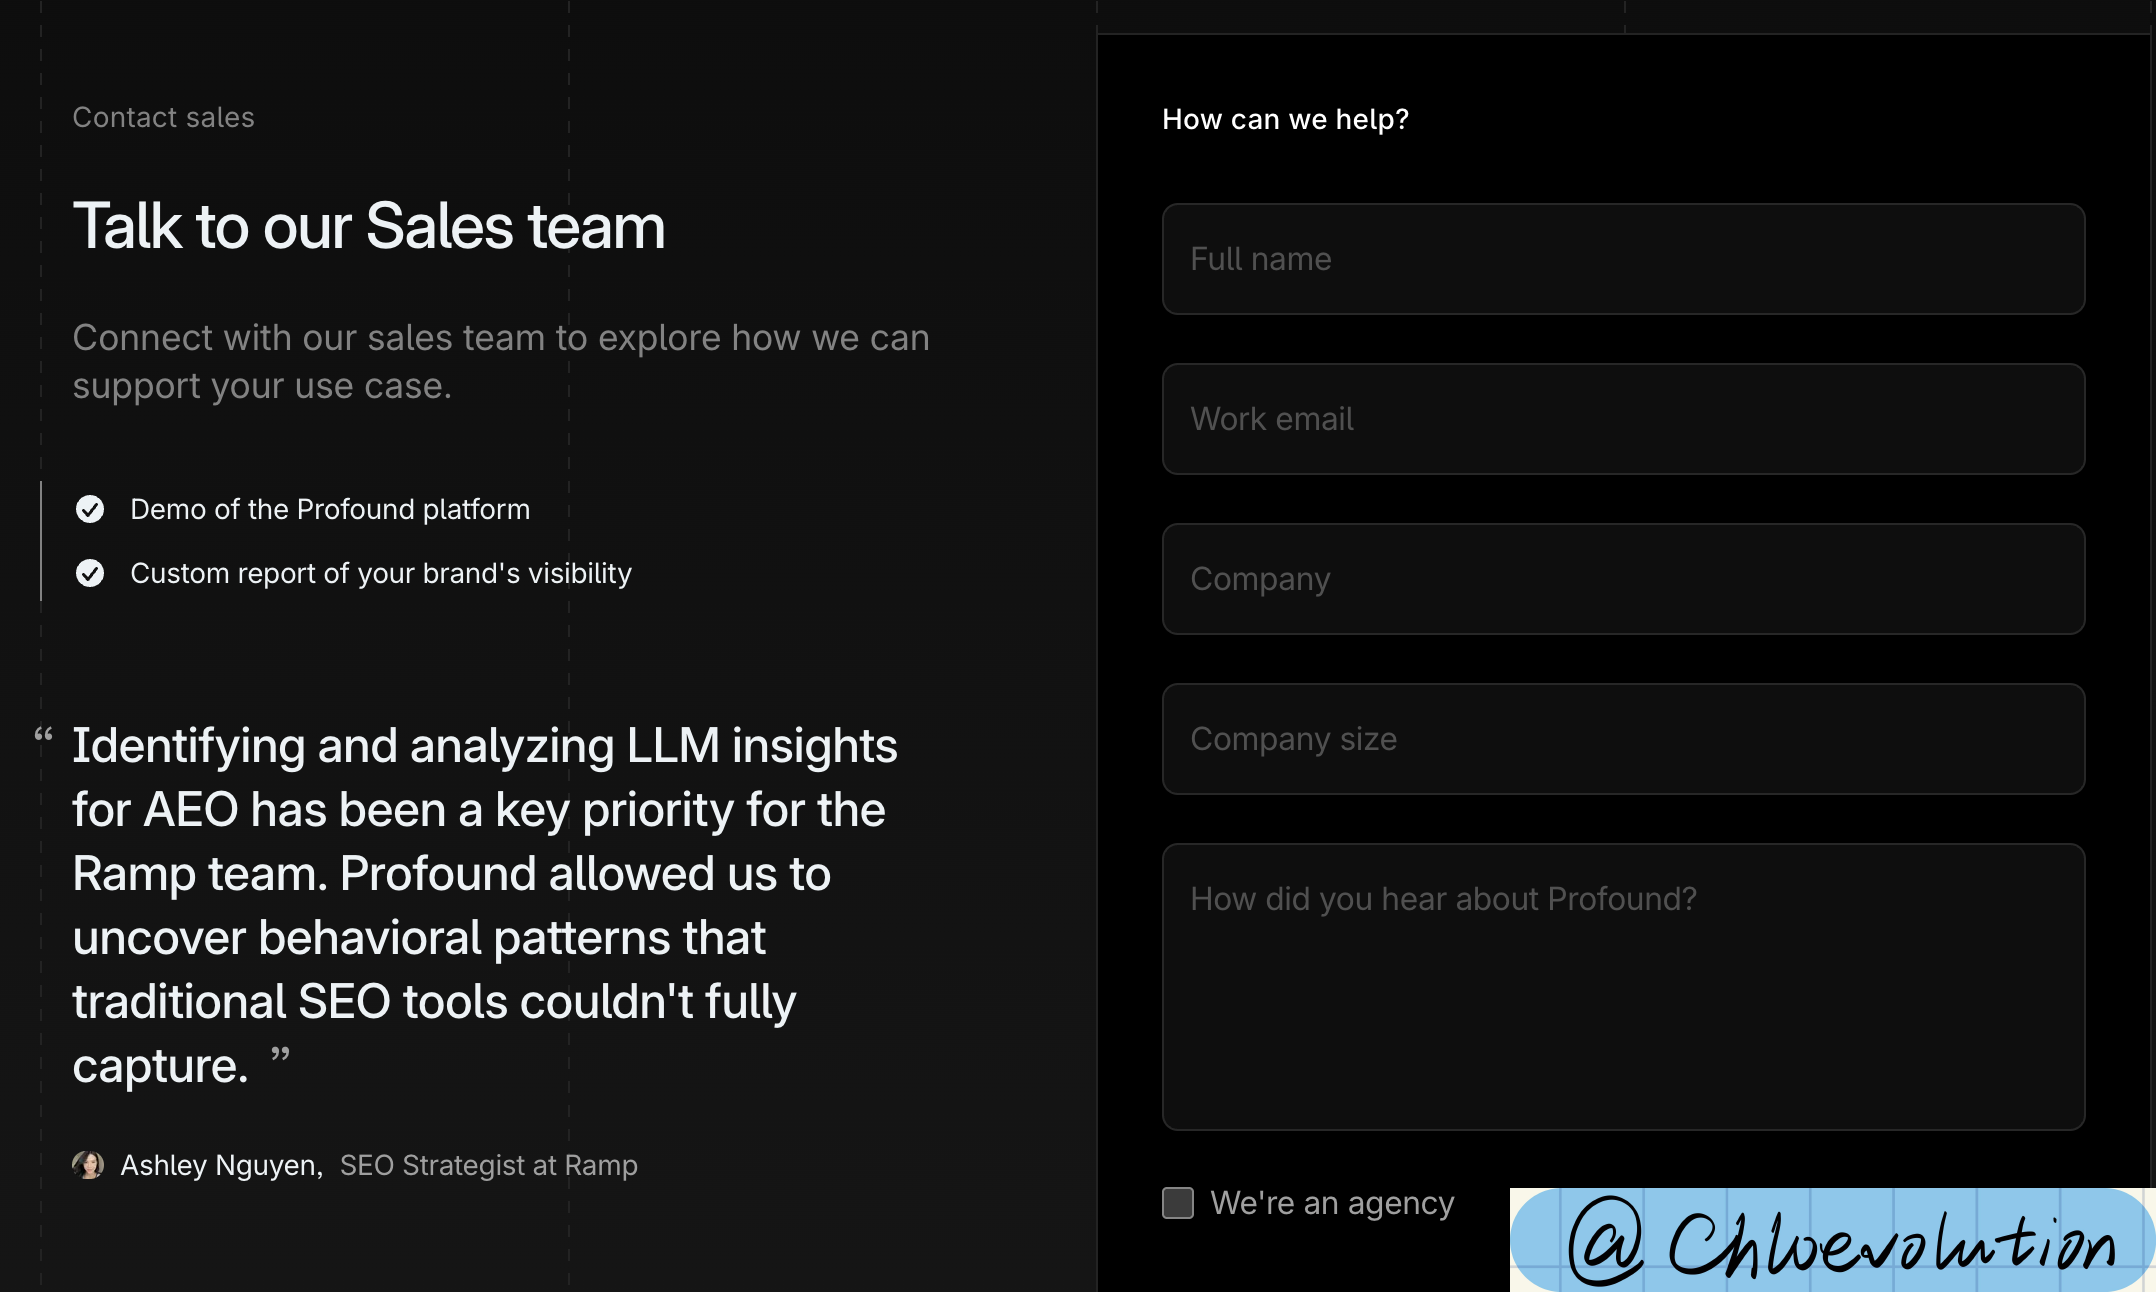 Contact sales
Talk to our Sales team
Connect with our sales team to explore how we can
support your use case.
Demo of the Profound platform
Custom report of your brand's visibility
“ Identifying and analyzing LLM insights
for AEO has been a key priority for the
Ramp team. Profound allowed us to
uncover behavioral patterns that
traditional SEO tools couldn't fully
capture. ”
Ashley Nguyen, SEO Strategist at Ramp
How can we help?
Full name
Work email
Company
Company size
How did you hear about Profound?
We're an agency
@Chloevolution